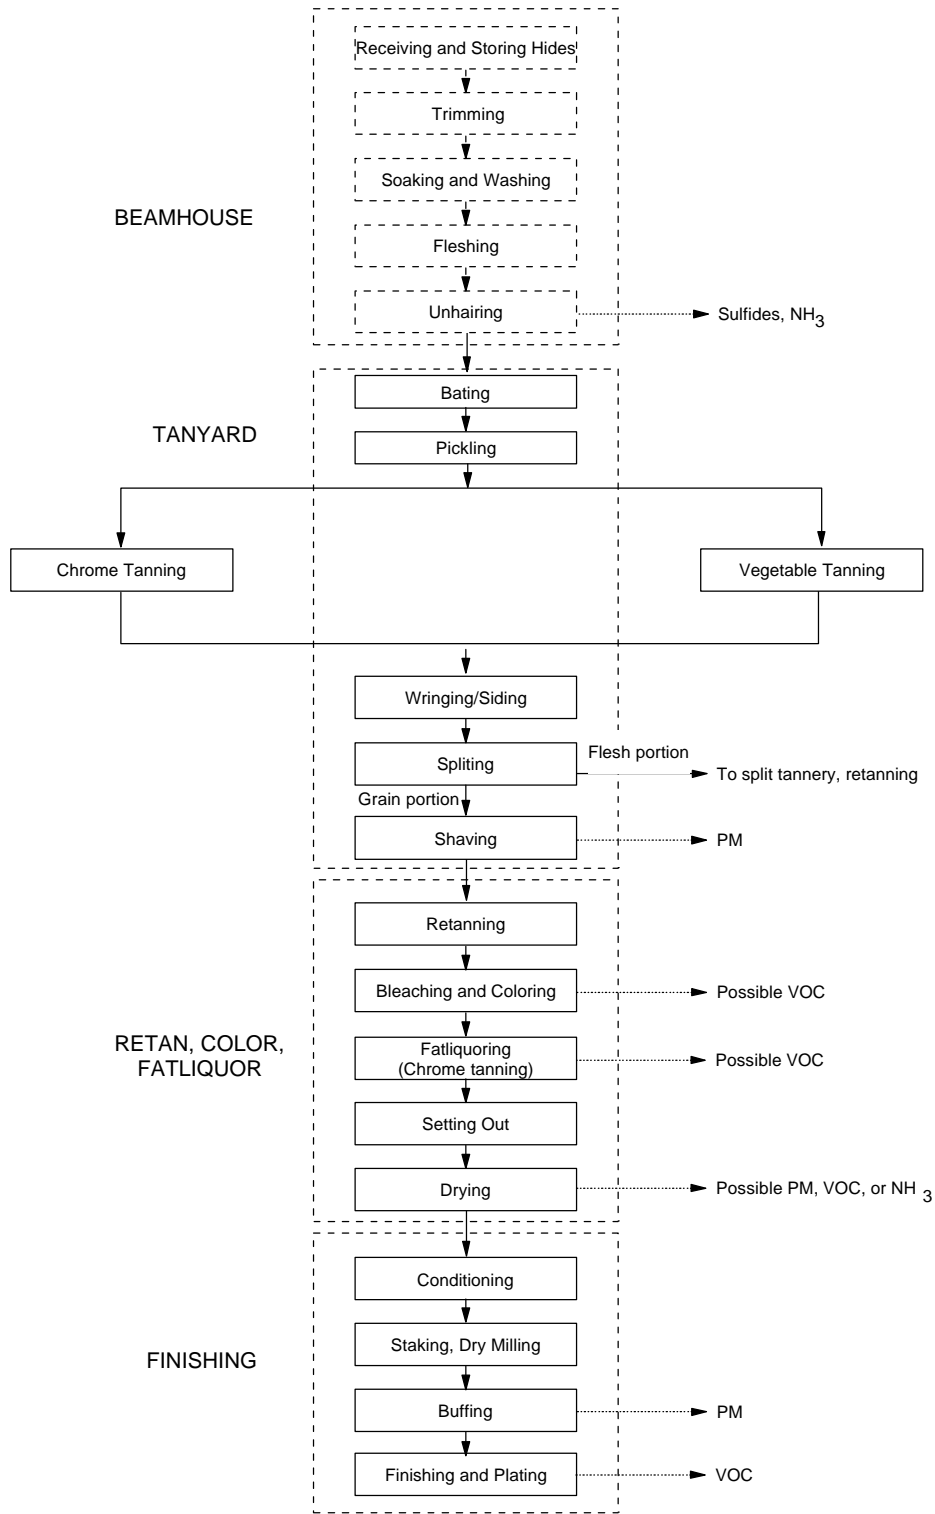 Receiving and Storing Hides
Trimming
Soaking and Washing
BEAMHOUSE
Fleshing
Unhairing
Sulfides, NH3
Bating
TANYARD
Pickling
Chrome Tanning
Vegetable Tanning
Wringing/Siding
Flesh portion
Spliting
To split tannery, retanning
Grain portion
Shaving
PM
Retanning
Bleaching and Coloring
Possible VOC
RETAN, COLOR,
FATLIQUOR
Fatliquoring
(Chrome tanning)
Possible VOC
Setting Out
Drying
Possible PM, VOC, or NH 3
Conditioning
Staking, Dry Milling
FINISHING
Buffing
PM
Finishing and Plating
VOC